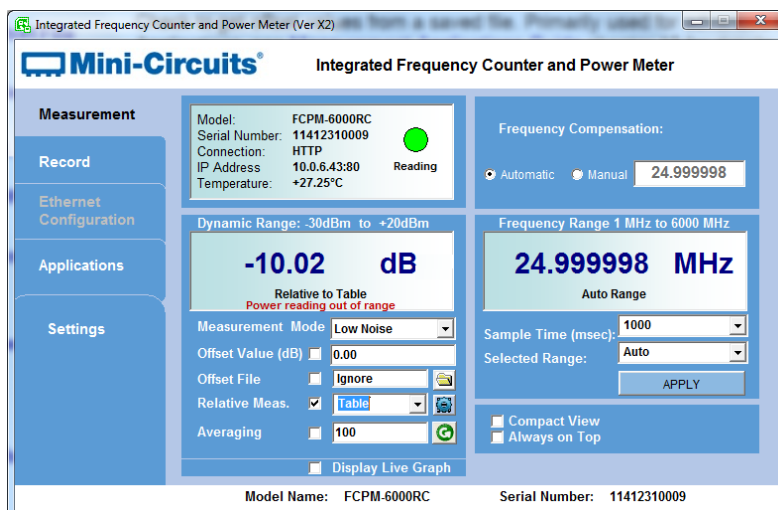 Integrated Frequency Counter and Power Meter (Ver X2)
Mini-Circuits®
Integrated Frequency Counter and Power Meter
Measurement
Record
Ethernet
Configuration
Applications
Settings
Model: FCPM-6000RC
Serial Number: 11412310009
Connection: HTTP
IP Address 10.0.6.43:80
Temperature: +27.25°C
Reading
Frequency Compensation:
Automatic Manual 24.999998
Dynamic Range: -30dBm to +20dBm
-10.02 dB
Relative to Table
Power reading out of range
Measurement Mode Low Noise
Offset Value (dB) 0.00
Offset File Ignore
Relative Meas. Table
Averaging 100
Display Live Graph
Frequency Range 1 MHz to 6000 MHz
24.999998 MHz
Auto Range
Sample Time (msec): 1000
Selected Range: Auto
APPLY
Compact View
Always on Top
Model Name: FCPM-6000RC Serial Number: 11412310009